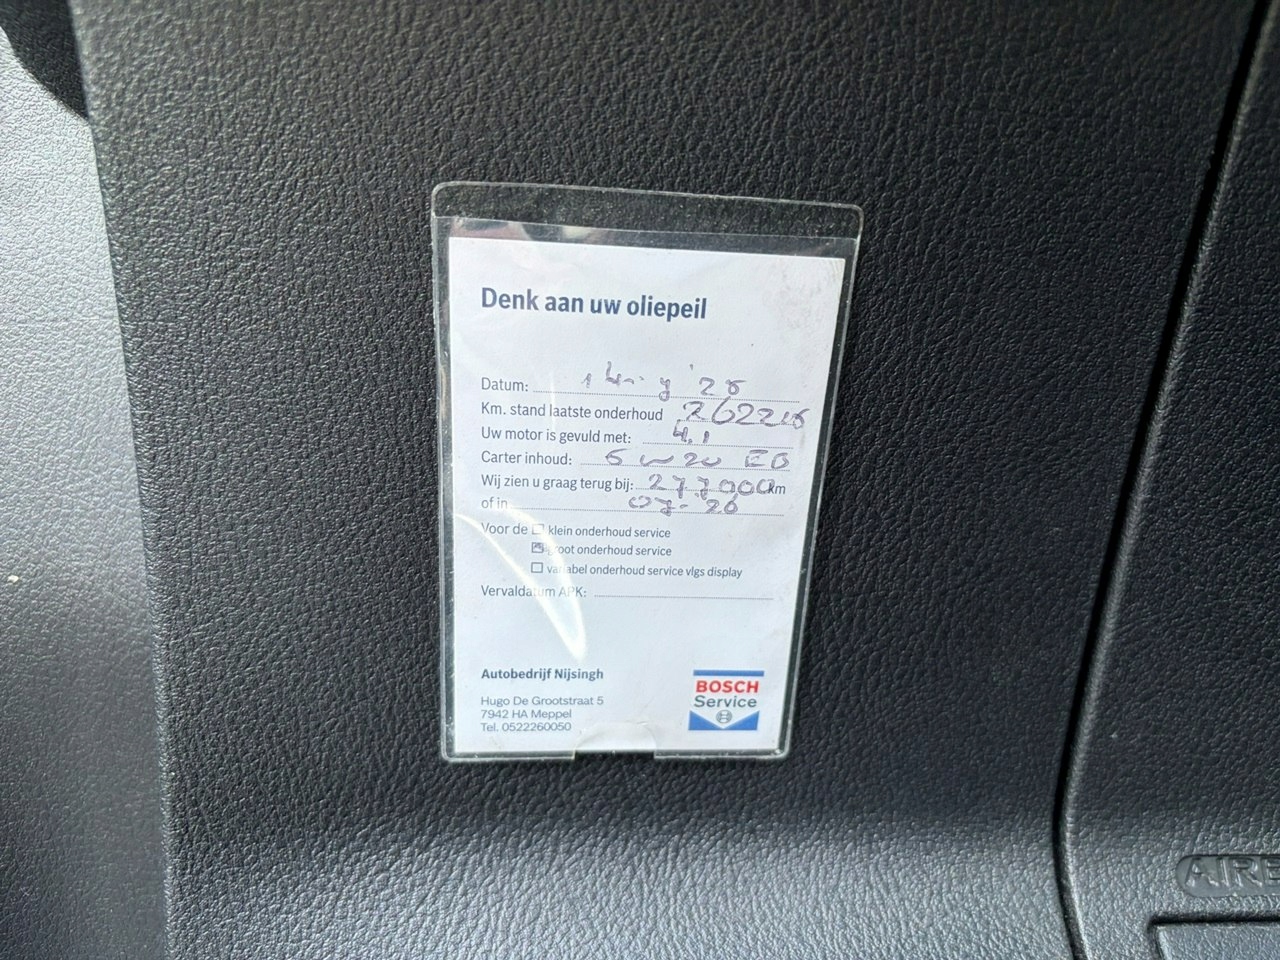 Denk aan uw oliepeil
Datum: 1 '25
Km. stand laatste onderhoud 262216
Uw motor is gevuld met: 4,1
Carter inhoud: 5w20 EB
Wij zien u graag terug bij: 277000km
of in 07-26
Voor de klein onderhoud service
groot onderhoud service
variabel onderhoud service vlgs display
Vervaldatum APK:
Autobedrijf Nijsingh
Hugo De Grootstraat 5
7942 HA Meppel
Tel. 0522260050
BOSCH
Service